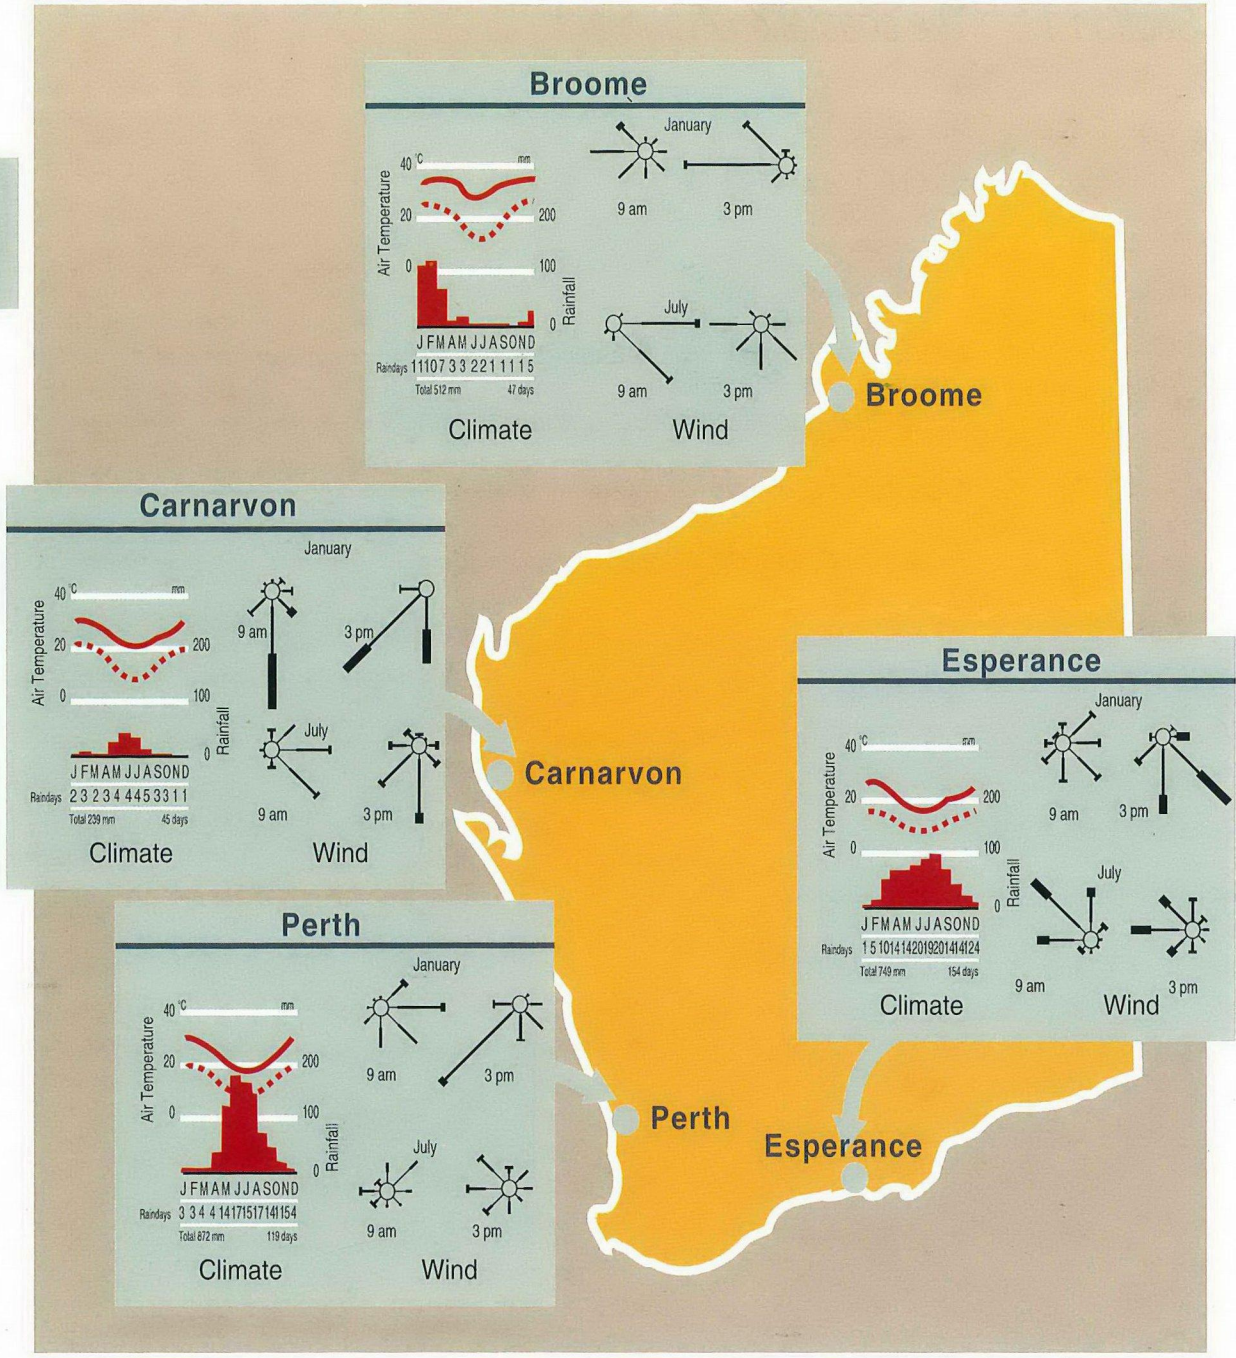 Broome
January
40 °C mm
20 200
0 100
0
Air Temperature
Rainfall
9 am 3 pm
July
J F M A M J J A S O N D
Raindays 11 10 7 3 3 2 2 1 1 1 1 5
Total 512 mm 47 days
9 am 3 pm
Climate Wind
Broome
Carnarvon
January
40 °C mm
20 200
0 100
0
Air Temperature
Rainfall
9 am 3 pm
July
J F M A M J J A S O N D
Raindays 2 3 2 3 4 4 4 5 3 3 1 1
Total 239 mm 45 days
9 am 3 pm
Climate Wind
Carnarvon
Esperance
January
40 °C mm
20 200
0 100
0
Air Temperature
Rainfall
9 am 3 pm
July
J F M A M J J A S O N D
Raindays 1 5 10 14 14 20 19 20 14 14 12 4
Total 749 mm 154 days
9 am 3 pm
Climate Wind
Perth
January
40 °C mm
20 200
0 100
0
Air Temperature
Rainfall
9 am 3 pm
July
J F M A M J J A S O N D
Raindays 3 3 4 4 14 17 15 17 14 11 5 4
Total 872 mm 119 days
9 am 3 pm
Climate Wind
Perth
Esperance